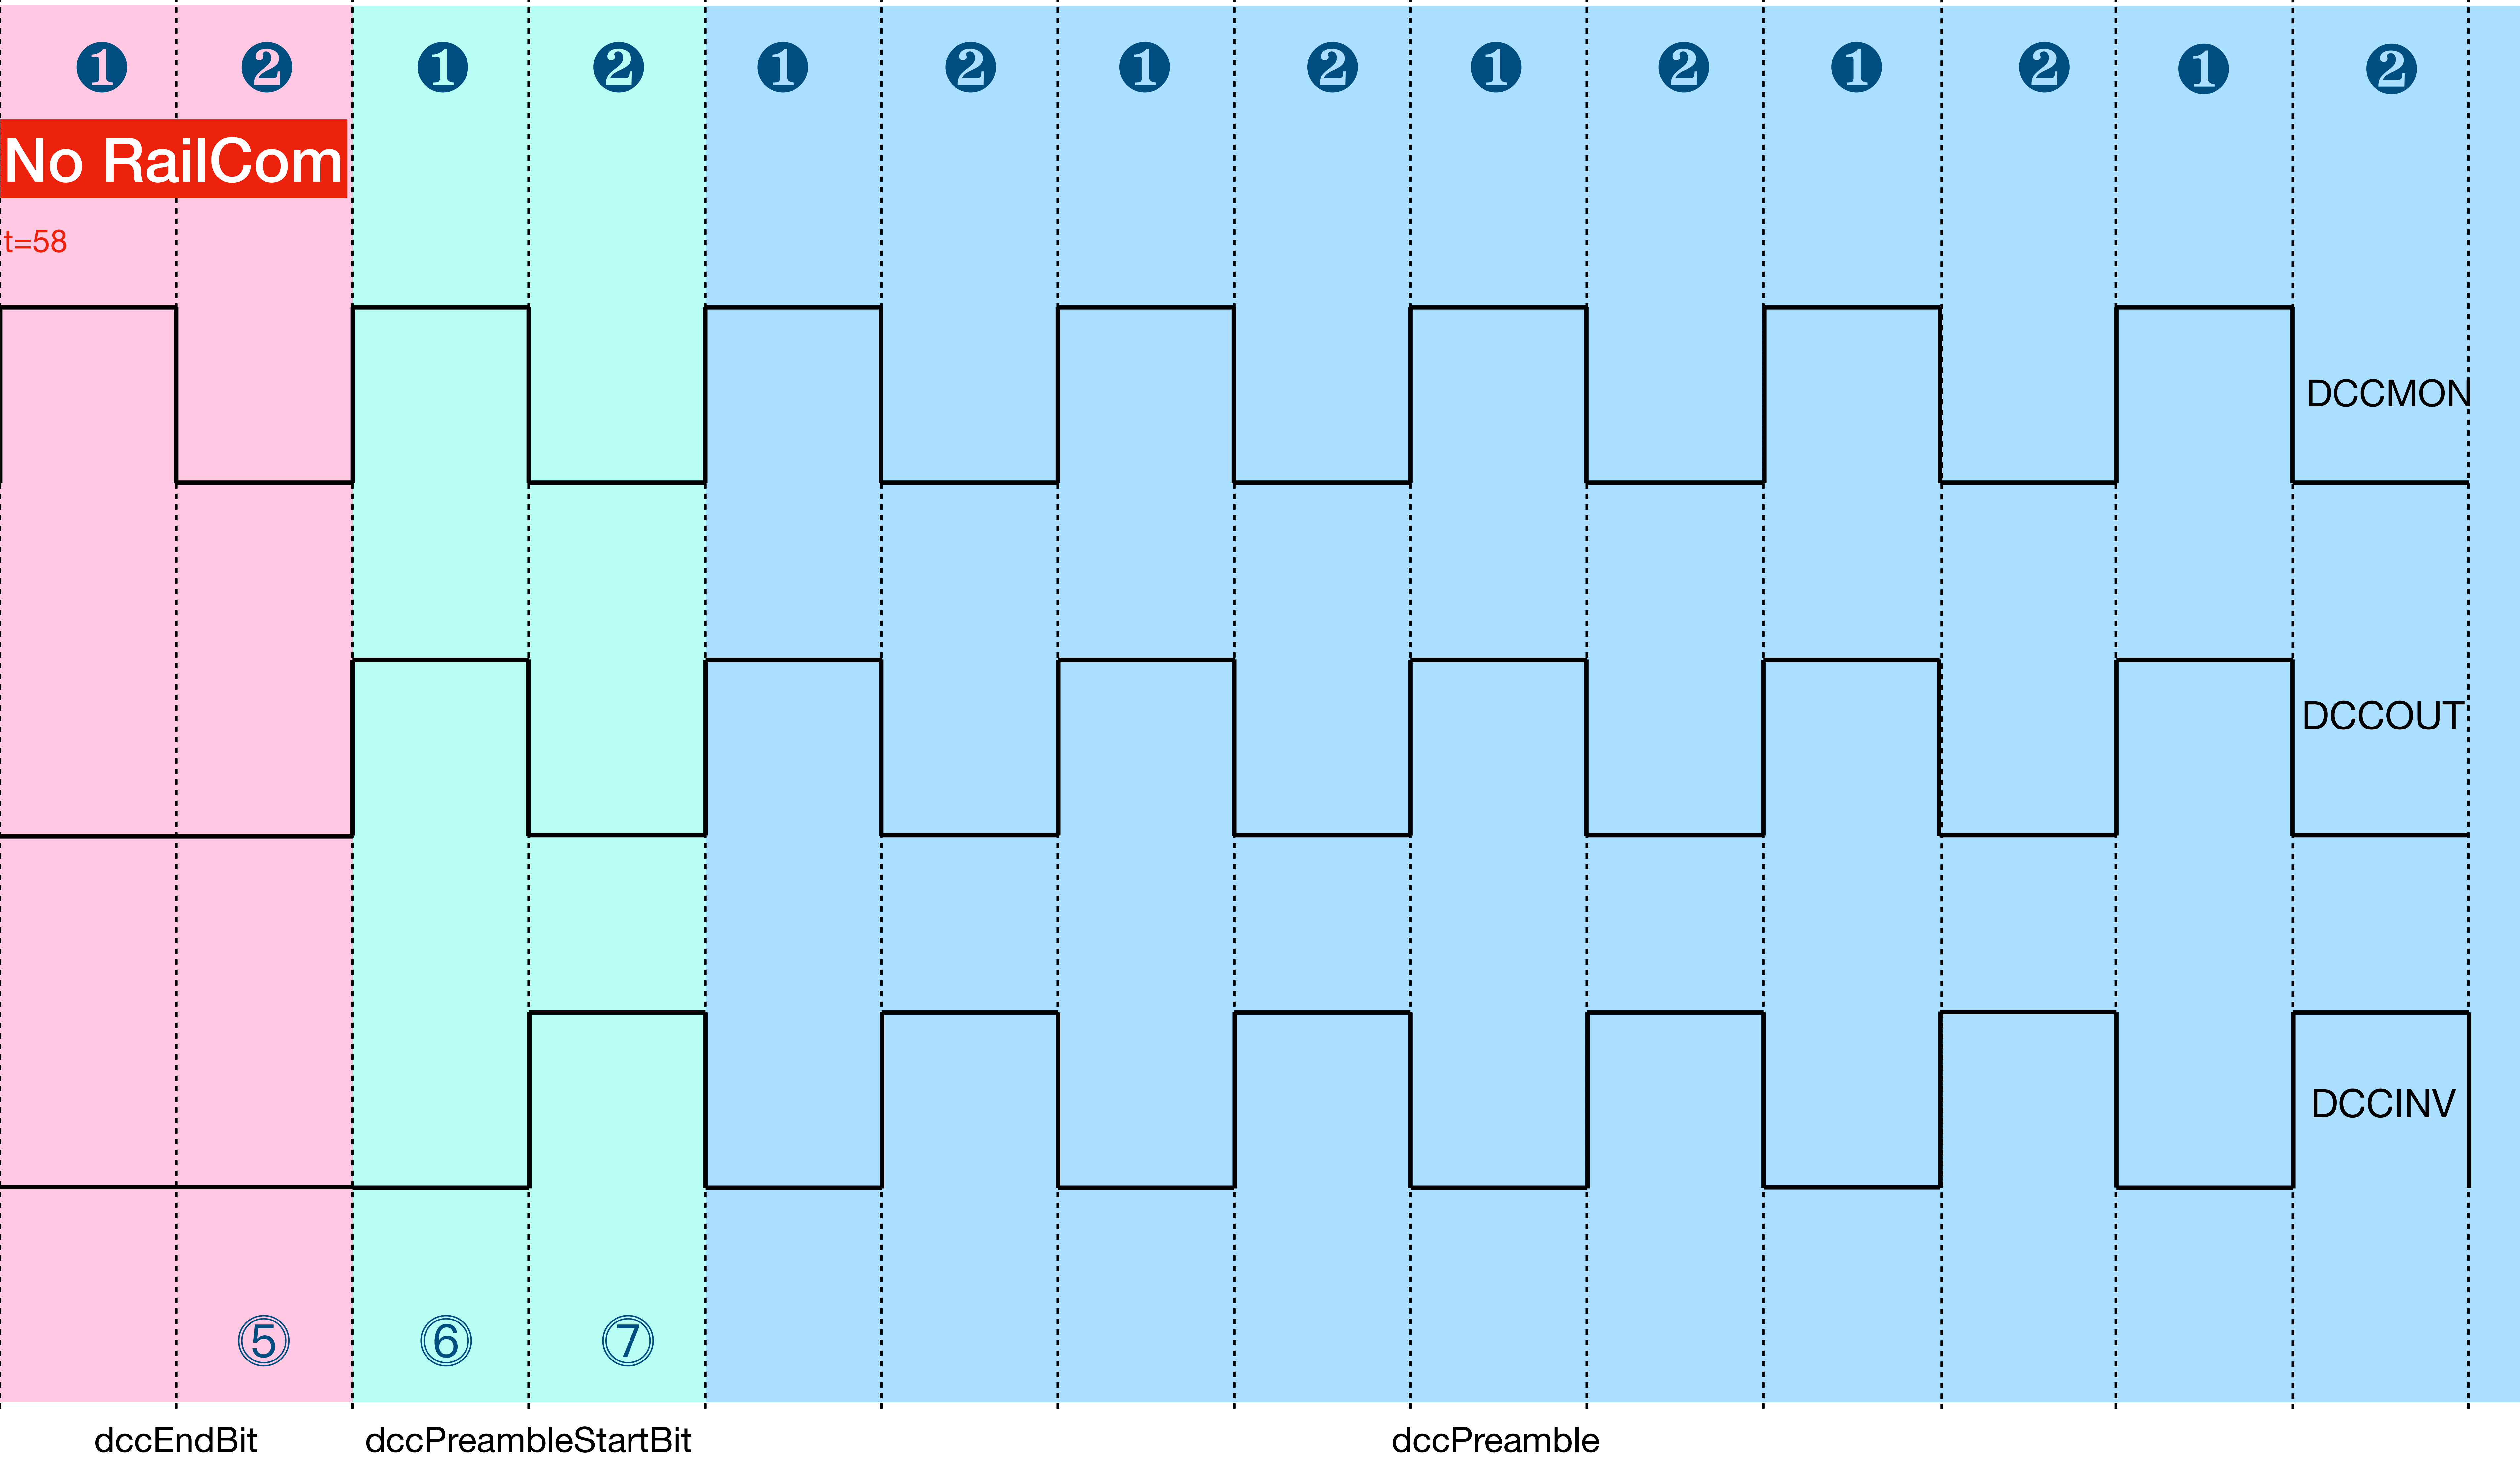 ❶ ❷ ❶ ❷ ❶ ❷ ❶ ❷ ❶ ❷ ❶ ❷ ❶ ❷
No RailCom
t=58
DCCMON
DCCOUT
DCCINV
⑤ ⑥ ⑦
dccEndBit dccPreambleStartBit dccPreamble